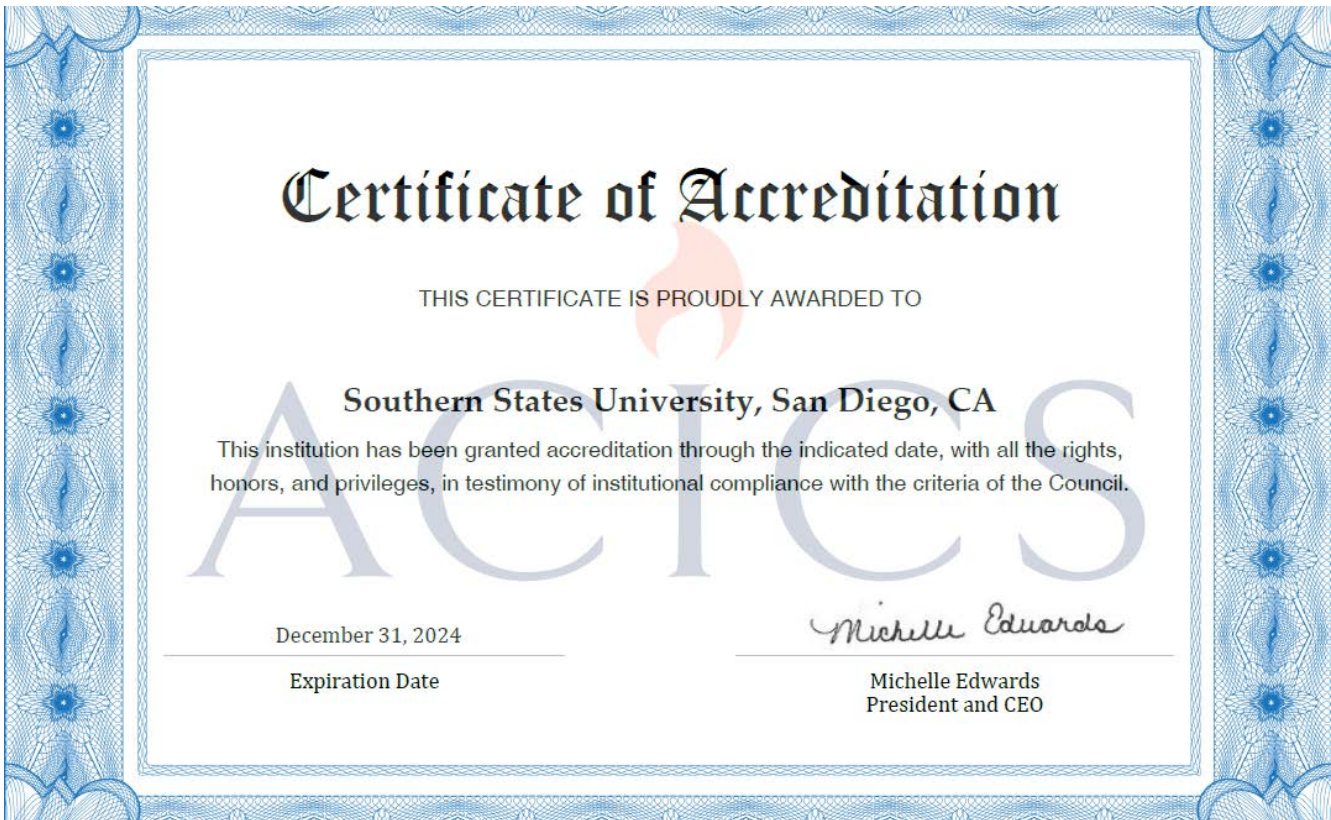 Certificate of Accreditation
THIS CERTIFICATE IS PROUDLY AWARDED TO
ACICS
Southern States University, San Diego, CA
This institution has been granted accreditation through the indicated date, with all the rights,
honors, and privileges, in testimony of institutional compliance with the criteria of the Council.
December 31, 2024
Expiration Date
Michelle Edwards
Michelle Edwards
President and CEO